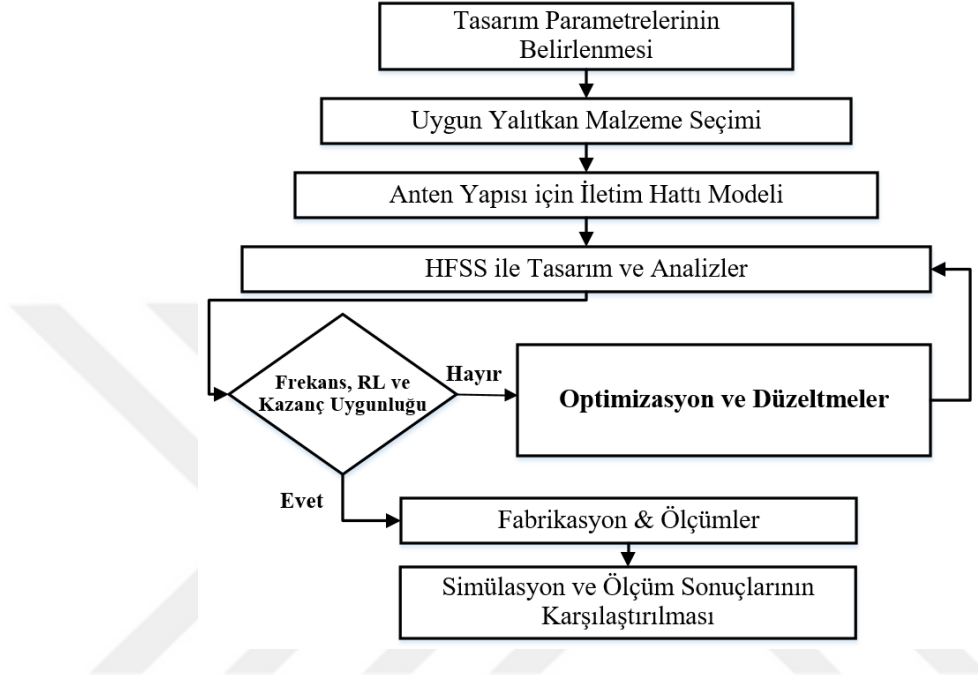 Tasarım Parametrelerinin
Belirlenmesi
Uygun Yalıtkan Malzeme Seçimi
Anten Yapısı için İletim Hattı Modeli
HFSS ile Tasarım ve Analizler
Frekans, RL ve
Kazanç Uygunluğu
Hayır
Optimizasyon ve Düzeltmeler
Evet
Fabrikasyon & Ölçümler
Simülasyon ve Ölçüm Sonuçlarının
Karşılaştırılması